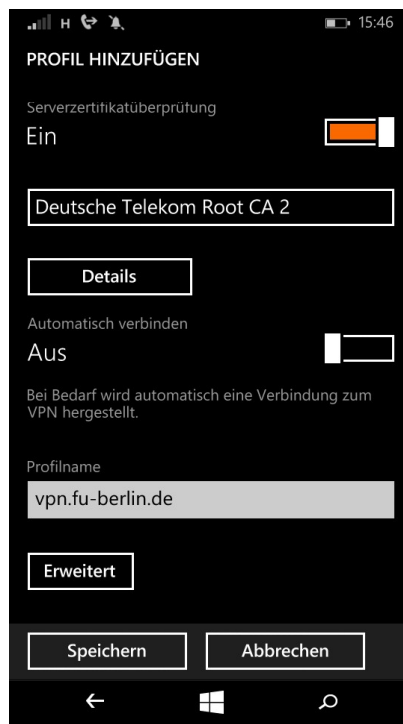 H 15:46
PROFIL HINZUFÜGEN
Serverzertifikatüberprüfung
Ein
Deutsche Telekom Root CA 2
Details
Automatisch verbinden
Aus
Bei Bedarf wird automatisch eine Verbindung zum
VPN hergestellt.
Profilname
vpn.fu-berlin.de
Erweitert
Speichern Abbrechen